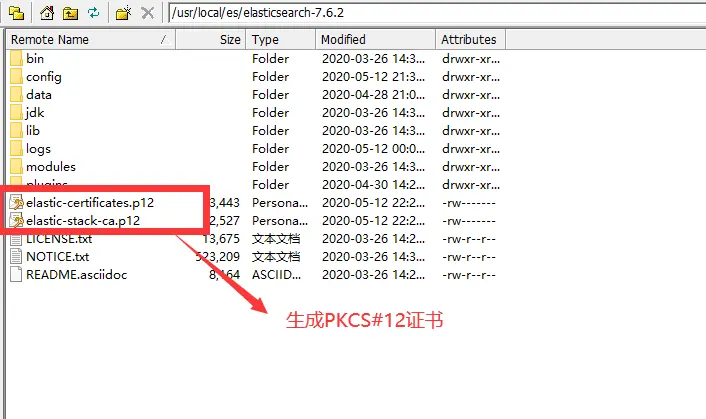 /usr/local/es/elasticsearch-7.6.2
Remote Name / Size Type Modified Attributes
bin Folder 2020-03-26 14:3... drwxr-xr...
config Folder 2020-05-12 21:3... drwxr-xr...
data Folder 2020-04-28 21:0... drwxr-xr...
jdk Folder 2020-03-26 14:3... drwxr-xr...
lib Folder 2020-03-26 14:3... drwxr-xr...
logs Folder 2020-05-12 00:0... drwxr-xr...
modules Folder 2020-03-26 14:3... drwxr-xr...
plugins Folder 2020-04-30 14:2... drwxr-xr...
elastic-certificates.p12 3,443 Persona... 2020-05-12 22:2... -rw-------
elastic-stack-ca.p12 2,527 Persona... 2020-05-12 22:2... -rw-------
LICENSE.txt 13,675 文本文档 2020-03-26 14:2... -rw-r--r--
NOTICE.txt 523,209 文本文档 2020-03-26 14:3... -rw-r--r--
README.asciidoc 8,164 ASCIID... 2020-03-26 14:2... -rw-r--r--
生成PKCS#12证书